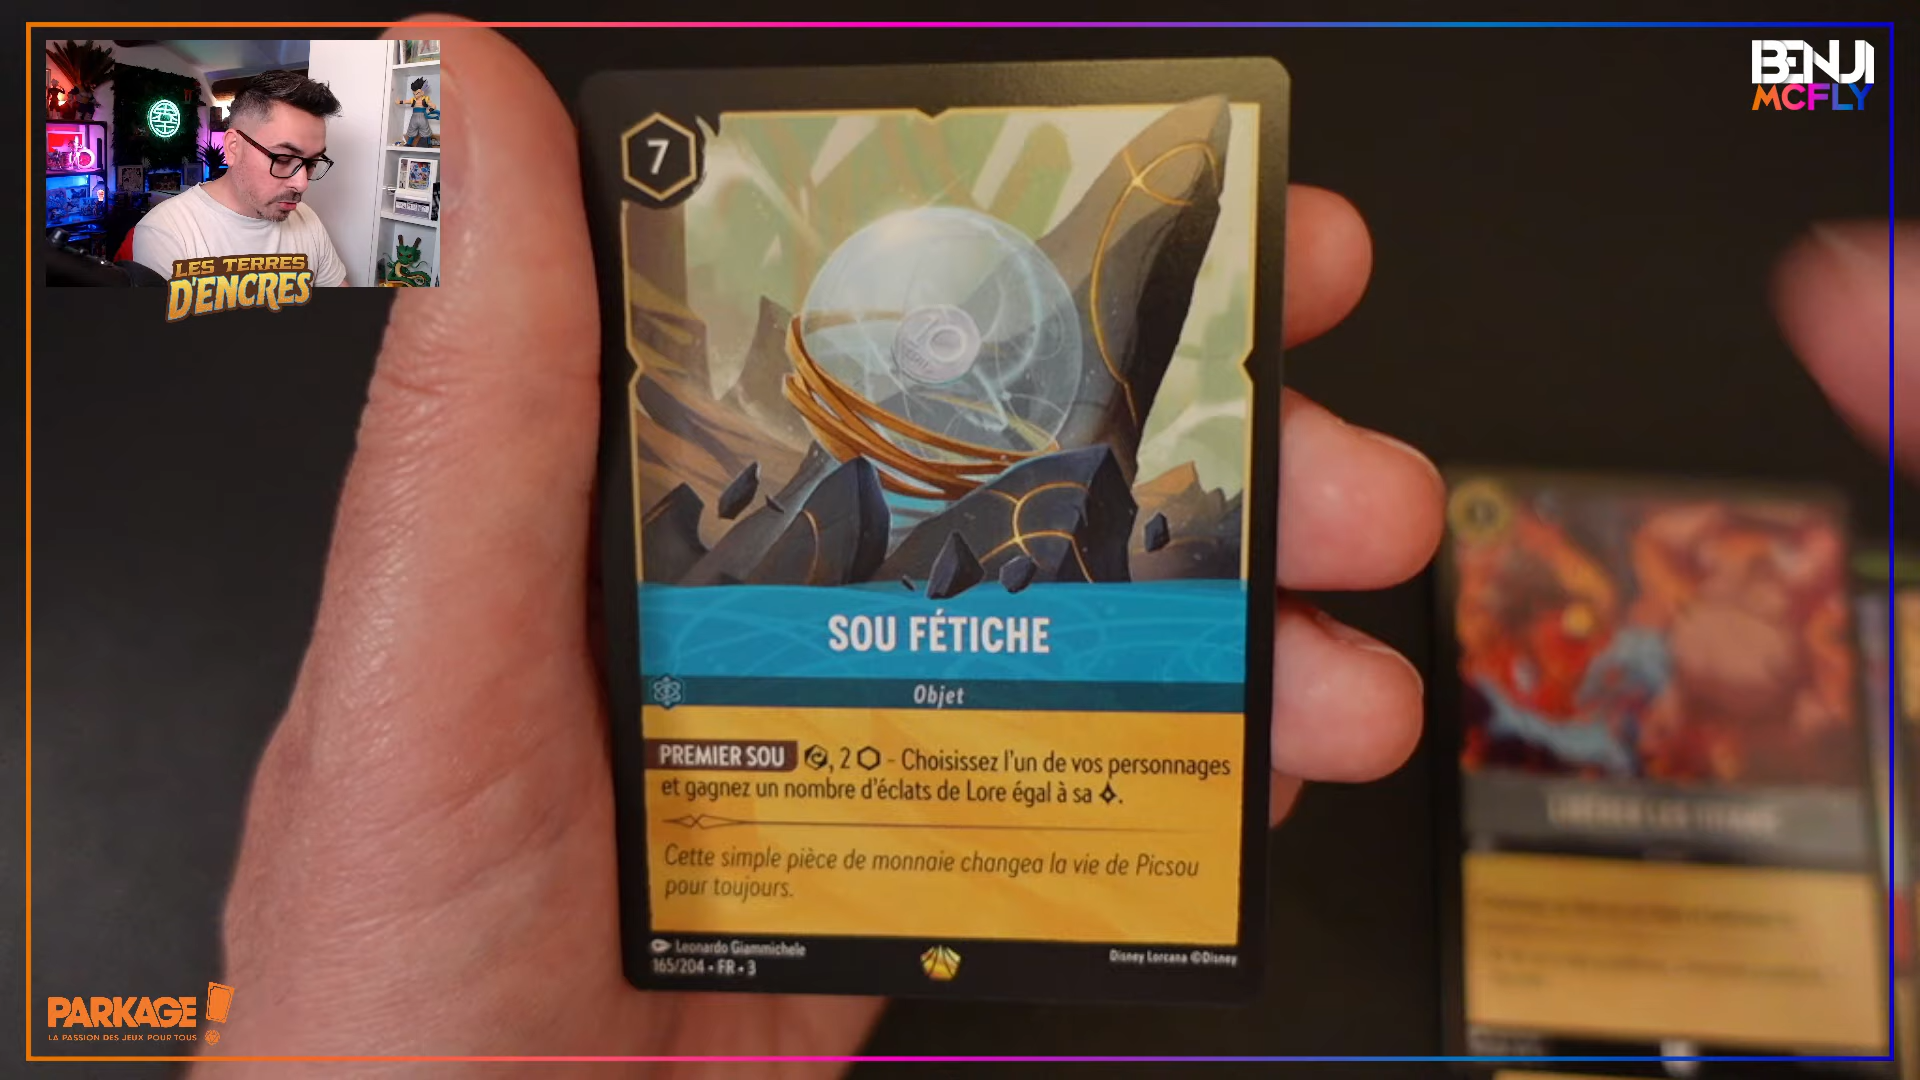 BENJI
MCFLY
LES TERRES
D'ENCRES
7
10
SOU FÉTICHE
Objet
PREMIER SOU , 2 - Choisissez l'un de vos personnages
et gagnez un nombre d'éclats de Lore égal à sa .
Cette simple pièce de monnaie changea la vie de Picsou
pour toujours.
Leonardo Giammichele
165/204 • FR • 3
Disney Lorcana ©Disney
PARKAGE
LA PASSION DES JEUX POUR TOUS